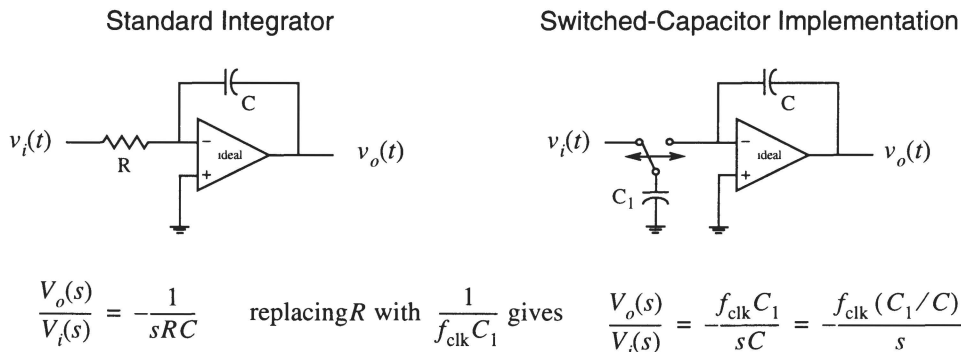 Standard Integrator
Switched-Capacitor Implementation
C
v_i(t)
R
−
ideal
+
v_o(t)
C
v_i(t)
C_1
−
ideal
+
v_o(t)
V_o(s)/V_i(s) = −1/(sRC)
replacing R with 1/(f_clk C_1) gives
V_o(s)/V_i(s) = −(f_clk C_1)/(sC) = −(f_clk (C_1/C))/s